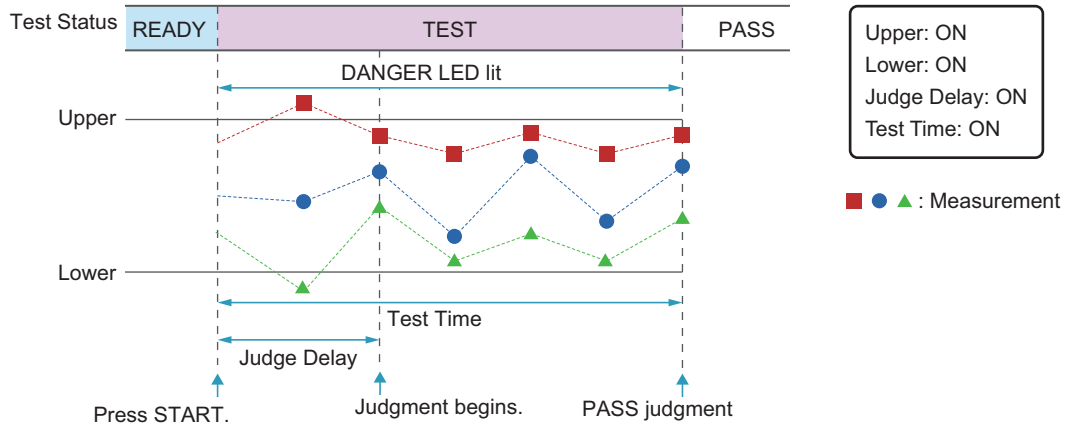 Test Status
READY
TEST
PASS
DANGER LED lit
Upper
Lower
Test Time
Judge Delay
Press START.
Judgment begins.
PASS judgment
Upper: ON
Lower: ON
Judge Delay: ON
Test Time: ON
: Measurement